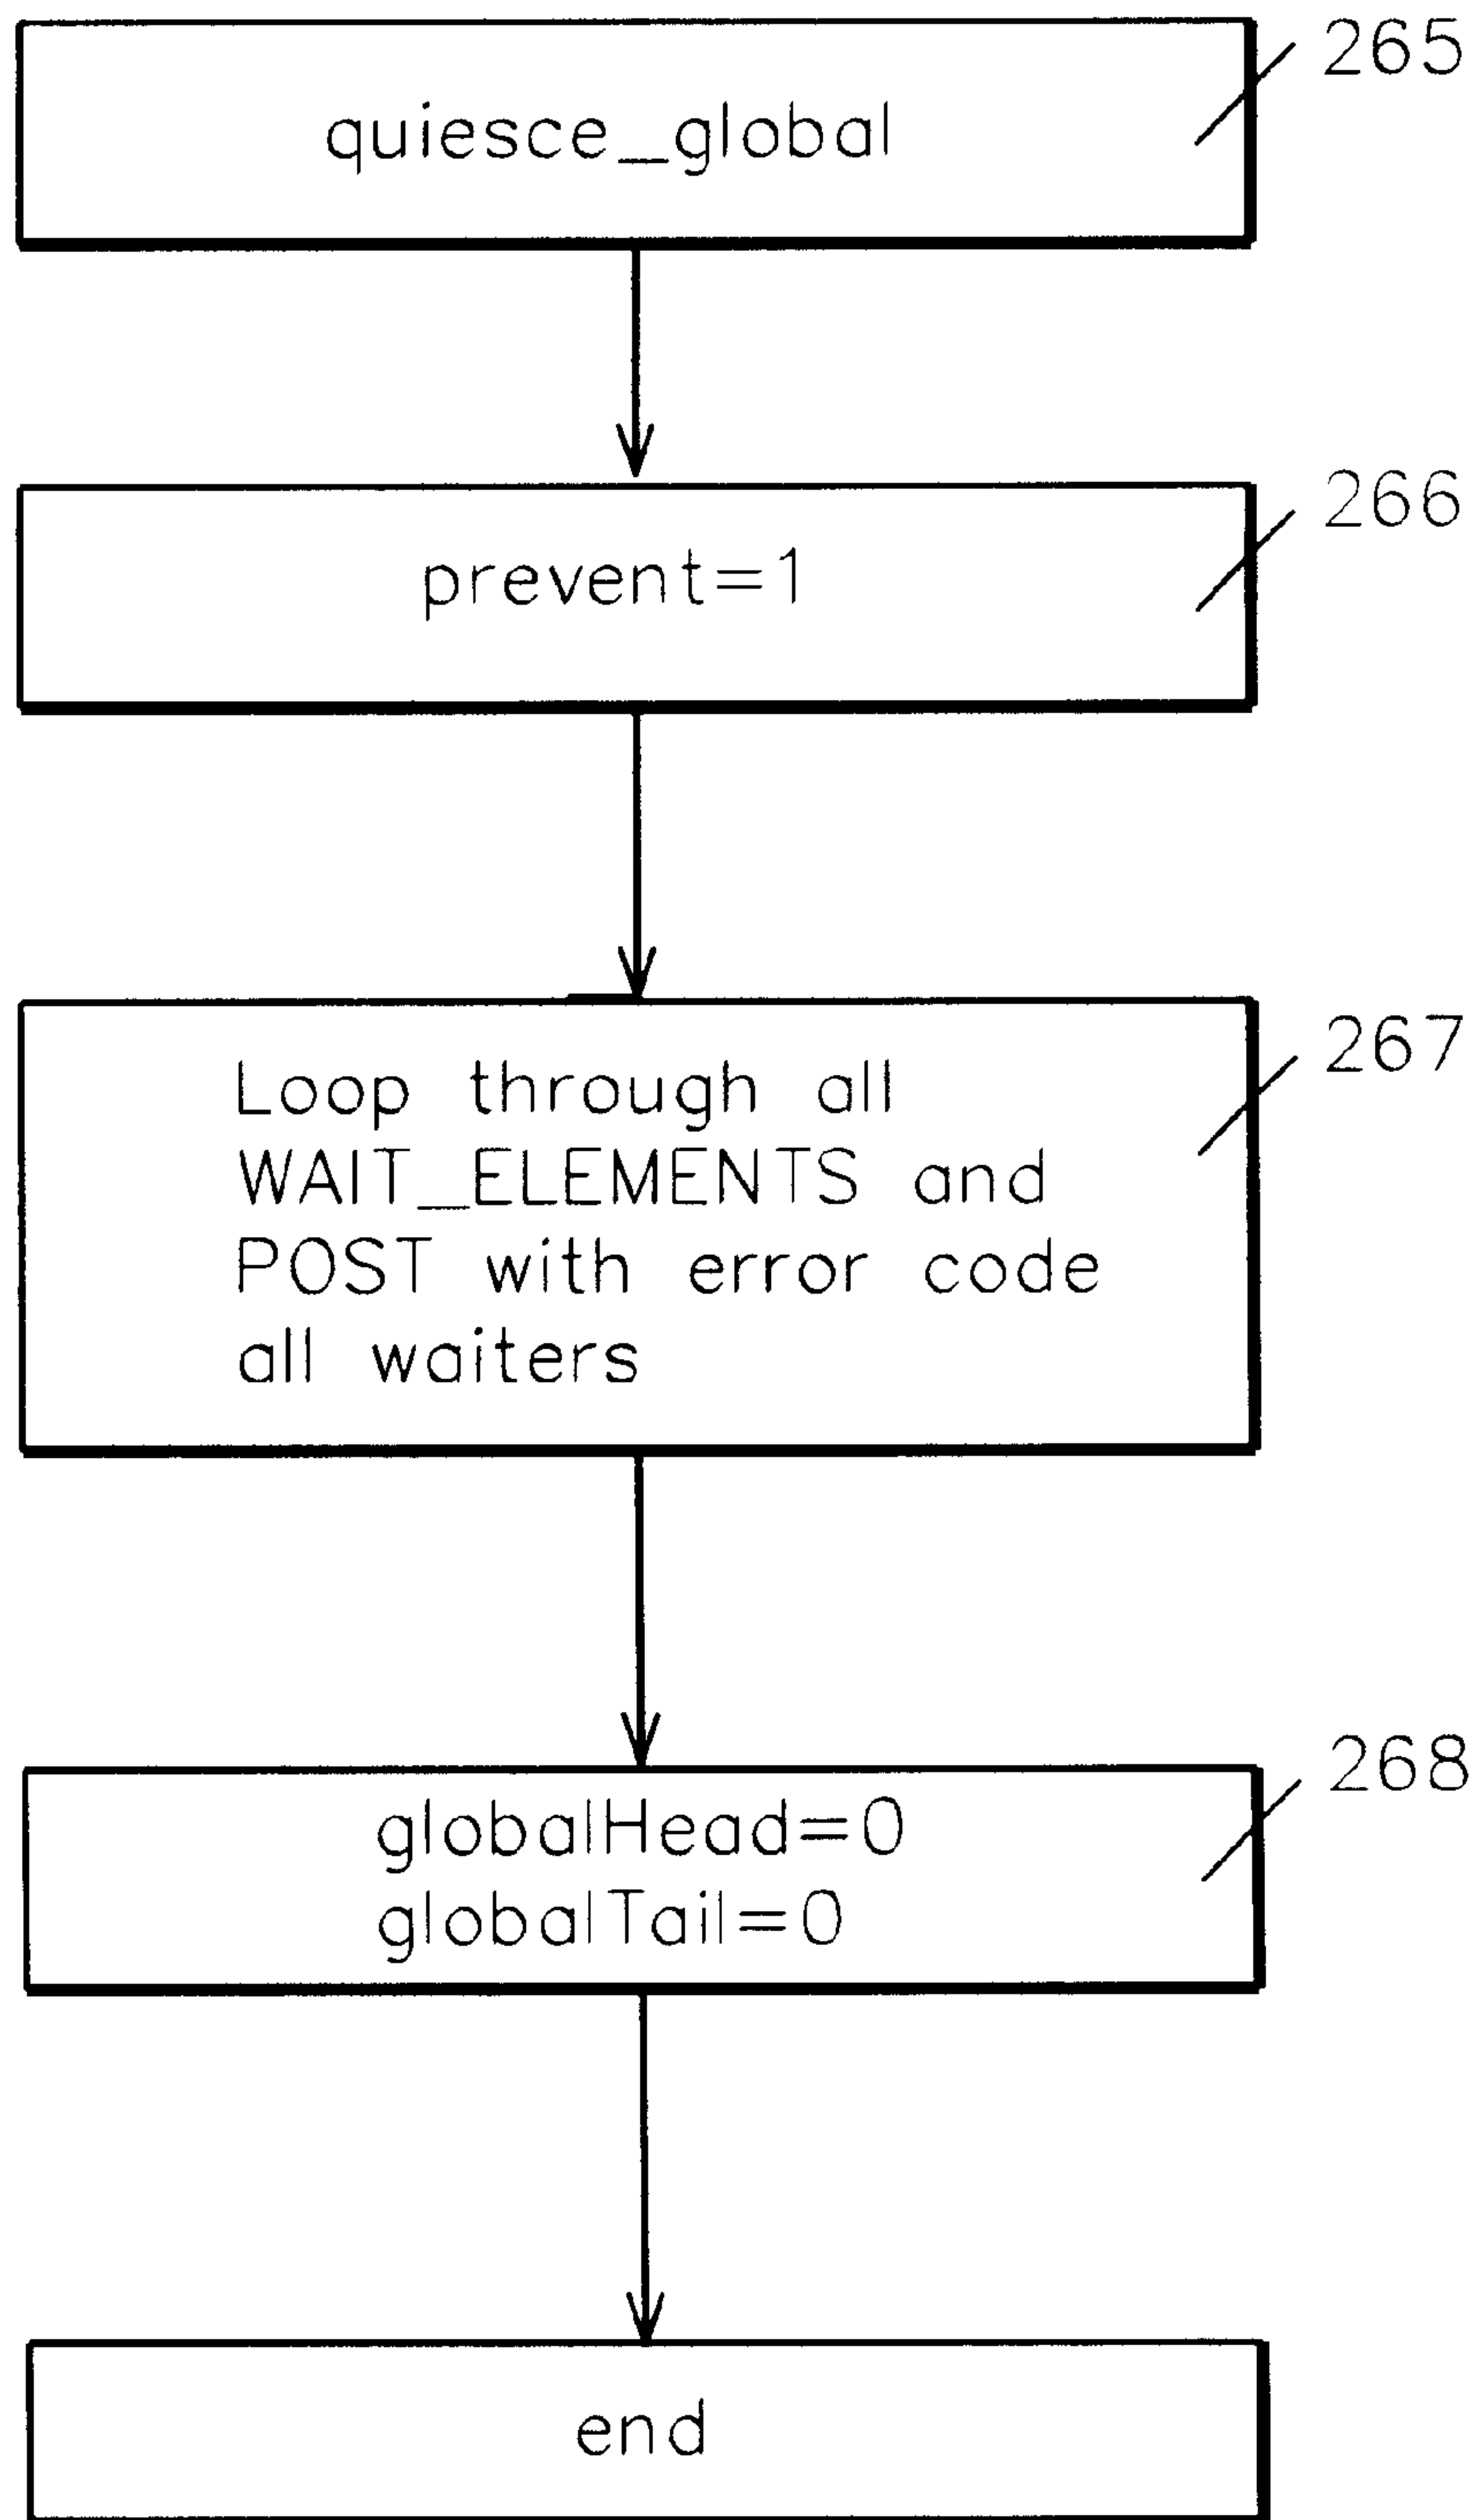 265
quiesce_global
266
prevent=1
267
Loop through all
WAIT_ELEMENTS and
POST with error code
all waiters
268
globalHead=0
globalTail=0
end